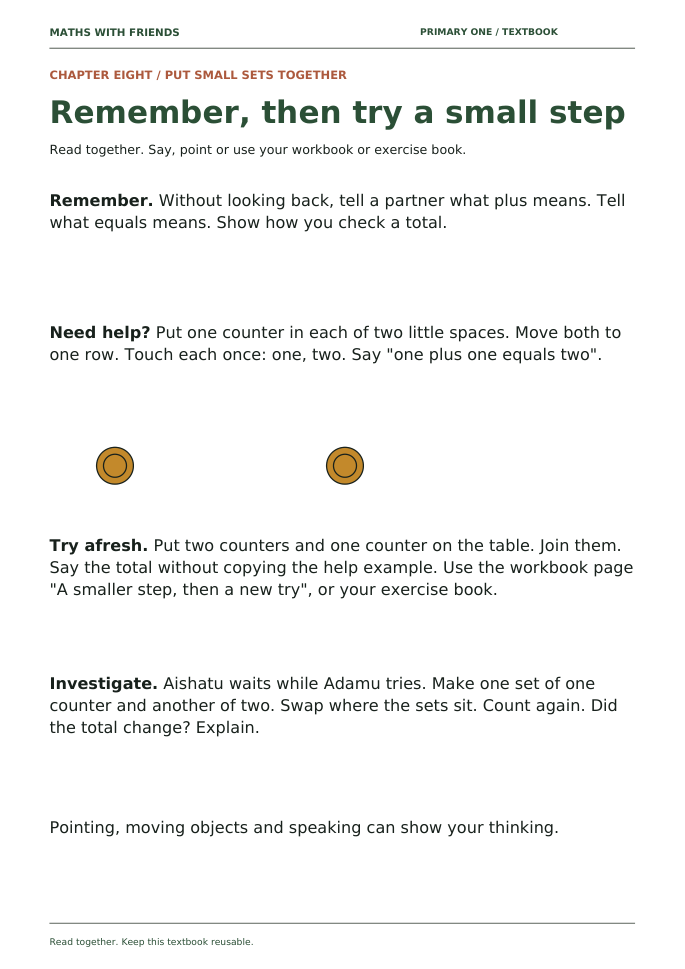 MATHS WITH FRIENDS
PRIMARY ONE / TEXTBOOK
CHAPTER EIGHT / PUT SMALL SETS TOGETHER
Remember, then try a small step
Read together. Say, point or use your workbook or exercise book.
Remember. Without looking back, tell a partner what plus means. Tell
what equals means. Show how you check a total.
Need help? Put one counter in each of two little spaces. Move both to
one row. Touch each once: one, two. Say "one plus one equals two".
Try afresh. Put two counters and one counter on the table. Join them.
Say the total without copying the help example. Use the workbook page
"A smaller step, then a new try", or your exercise book.
Investigate. Aishatu waits while Adamu tries. Make one set of one
counter and another of two. Swap where the sets sit. Count again. Did
the total change? Explain.
Pointing, moving objects and speaking can show your thinking.
Read together. Keep this textbook reusable.